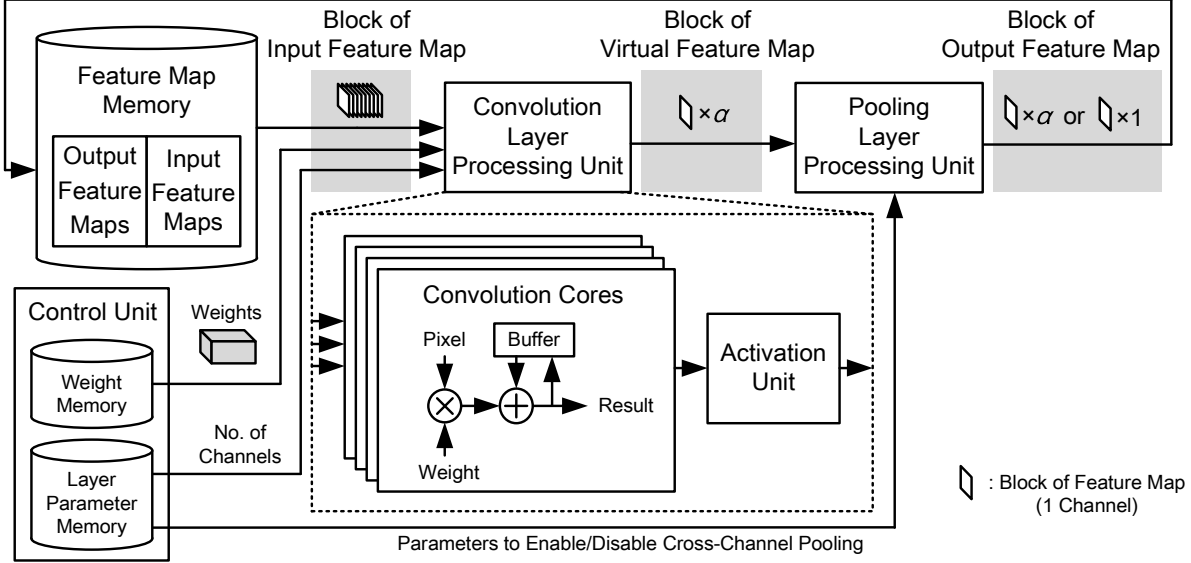 Block of
Input Feature Map
Block of
Virtual Feature Map
Block of
Output Feature Map
Feature Map
Memory
Output
Feature
Maps
Input
Feature
Maps
Convolution
Layer
Processing Unit
×α
Pooling
Layer
Processing Unit
×α or ×1
Control Unit
Weights
Weight
Memory
No. of
Channels
Layer
Parameter
Memory
Convolution Cores
Pixel
Buffer
Result
Weight
Activation
Unit
: Block of Feature Map
(1 Channel)
Parameters to Enable/Disable Cross-Channel Pooling